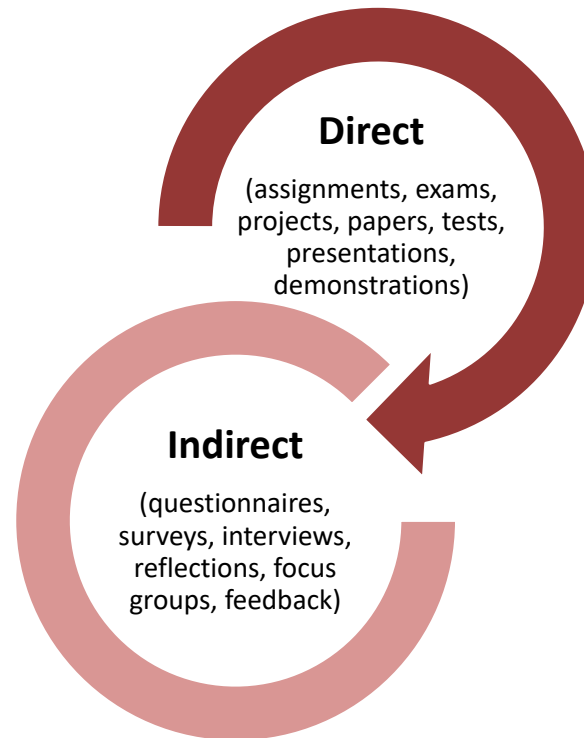 Direct
(assignments, exams,
projects, papers, tests,
presentations,
demonstrations)
Indirect
(questionnaires,
surveys, interviews,
reflections, focus
groups, feedback)